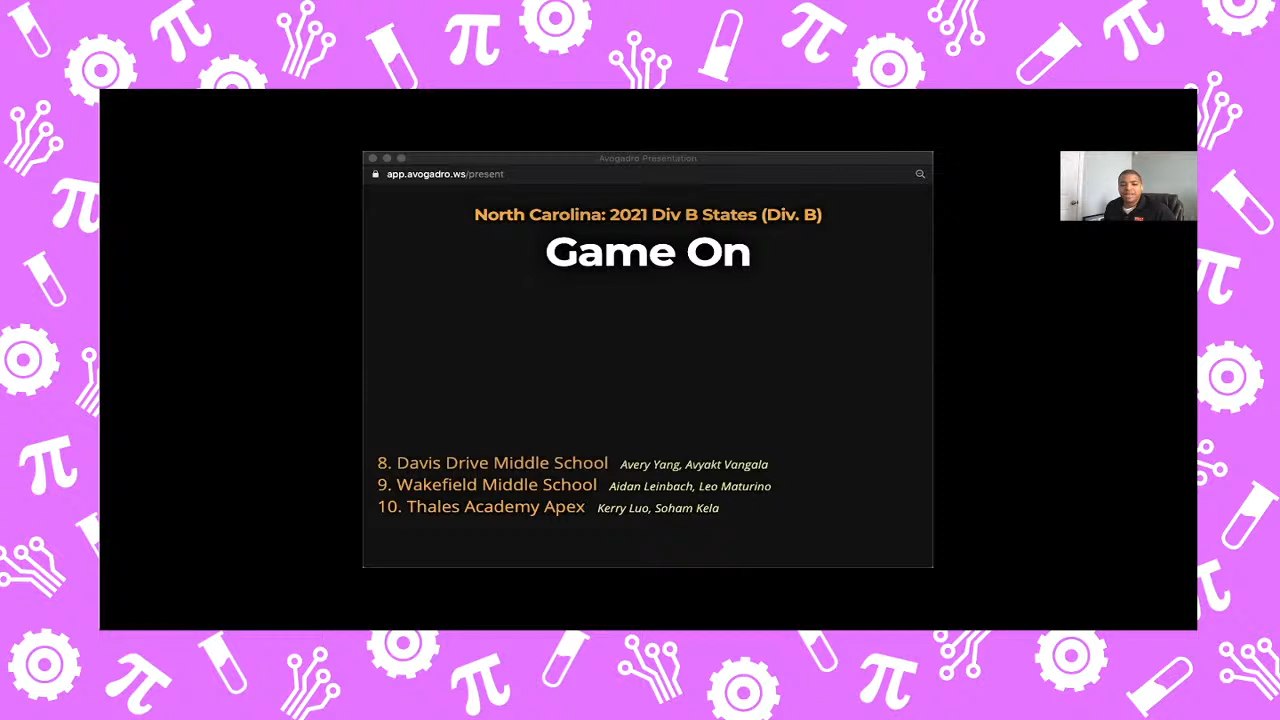 Avogadro Presentation
app.avogadro.ws/present
North Carolina: 2021 Div B States (Div. B)
Game On
8. Davis Drive Middle School Avery Yang, Avyakt Vangala
9. Wakefield Middle School Aidan Leinbach, Leo Maturino
10. Thales Academy Apex Kerry Luo, Soham Kela